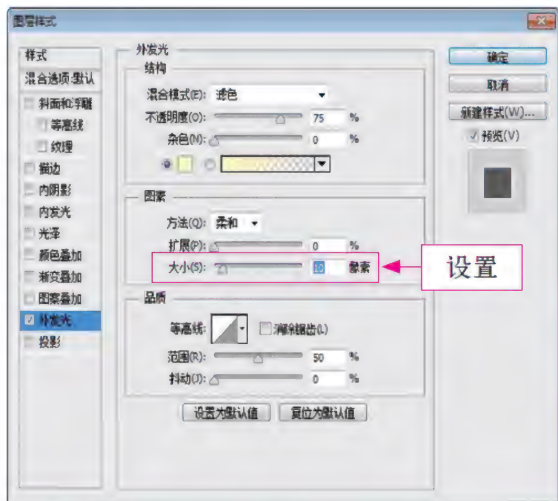 图层样式
样式
混合选项:默认
斜面和浮雕
等高线
纹理
描边
内阴影
内发光
光泽
颜色叠加
渐变叠加
图案叠加
外发光
投影
外发光
结构
混合模式(E): 滤色
不透明度(O): 75 %
杂色(N): 0 %
图素
方法(Q): 柔和
扩展(P): 0 %
大小(S): 10 像素
品质
等高线: 消除锯齿(L)
范围(R): 50 %
抖动(J): 0 %
设置为默认值 复位为默认值
确定
取消
新建样式(W)...
预览(V)
设置